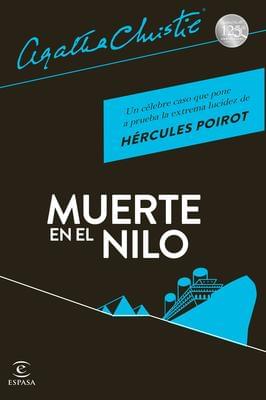 Agatha Christie
125
Un célebre caso que pone
a prueba la extrema lucidez de
HÉRCULES POIROT
MUERTE
EN EL NILO
ESPASA